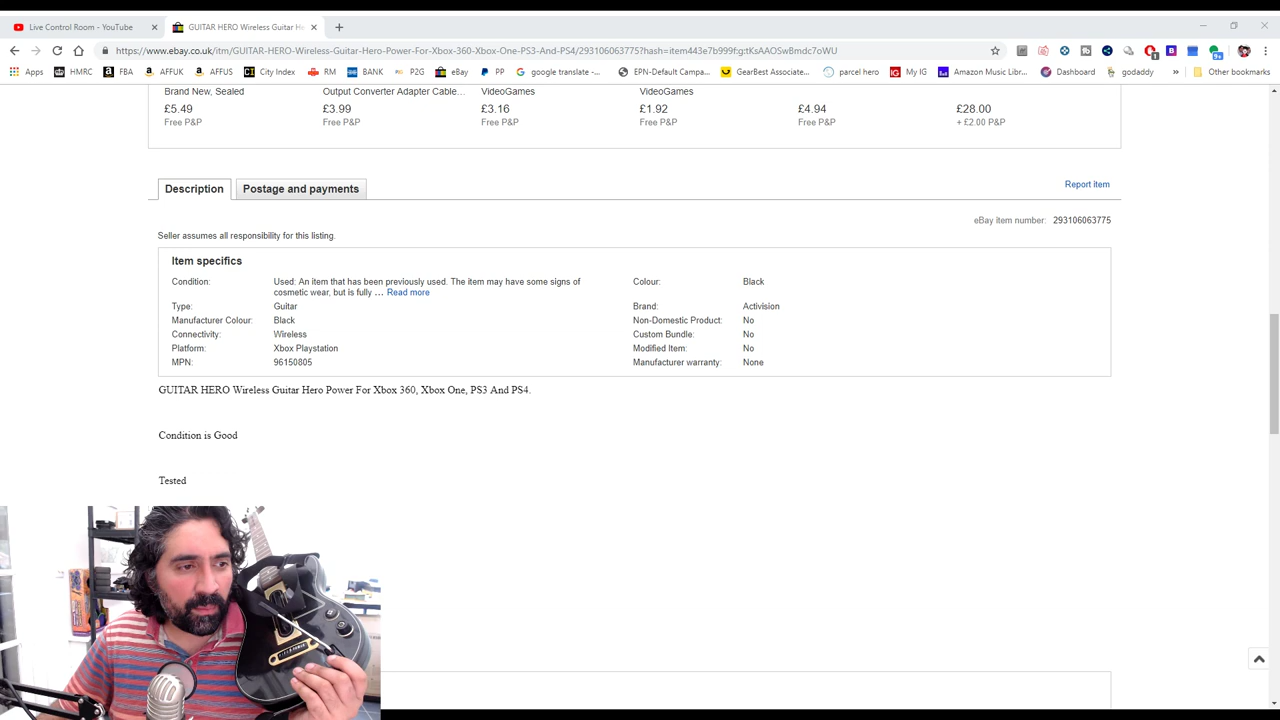 Live Control Room - YouTube
GUITAR HERO Wireless Guitar He
https://www.ebay.co.uk/itm/GUITAR-HERO-Wireless-Guitar-Hero-Power-For-Xbox-360-Xbox-One-PS3-And-PS4/293106063775?hash=item443e7b999f:g:tKsAAOSwBmdc7oWU
Apps HMRC FBA AFFUK AFFUS City Index RM BANK P2G eBay PP google translate -... EPN-Default Campa... GearBest Associate... parcel hero My IG Amazon Music Libr... Dashboard godaddy » Other bookmarks
Brand New, Sealed Output Converter Adapter Cable... VideoGames VideoGames
£5.49 £3.99 £3.16 £1.92 £4.94 £28.00
Free P&P Free P&P Free P&P Free P&P Free P&P + £2.00 P&P
Description Postage and payments Report item
eBay item number: 293106063775
Seller assumes all responsibility for this listing.
Item specifics
Condition: Used: An item that has been previously used. The item may have some signs of Colour: Black
cosmetic wear, but is fully ... Read more
Type: Guitar Brand: Activision
Manufacturer Colour: Black Non-Domestic Product: No
Connectivity: Wireless Custom Bundle: No
Platform: Xbox Playstation Modified Item: No
MPN: 96150805 Manufacturer warranty: None
GUITAR HERO Wireless Guitar Hero Power For Xbox 360, Xbox One, PS3 And PS4.
Condition is Good
Tested